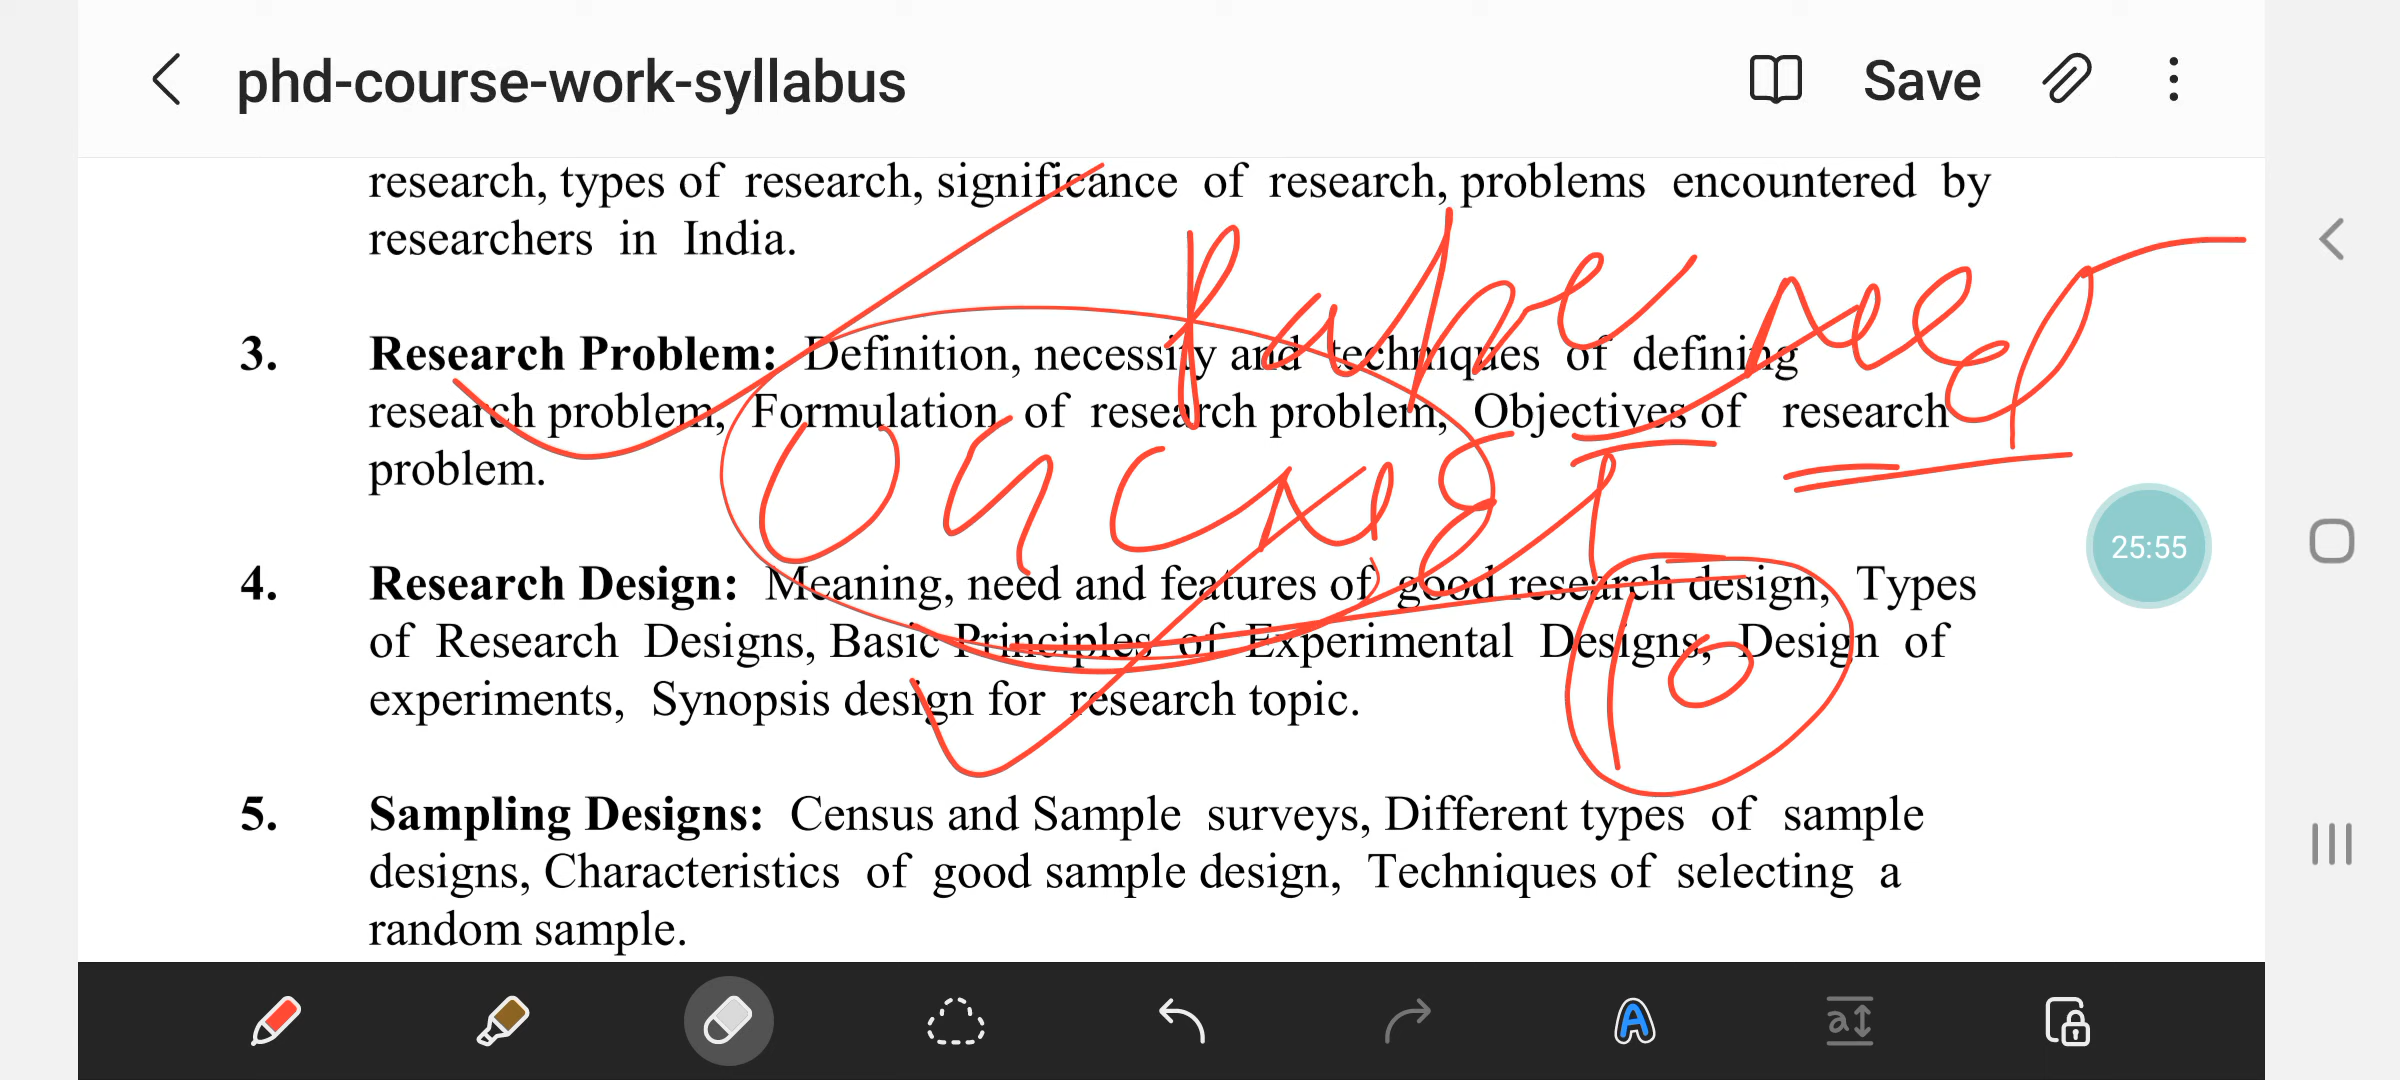 phd-course-work-syllabus
Save
research, types of research, significance of research, problems encountered by
researchers in India.
3. Research Problem: Definition, necessity and techniques of defining
research problem, Formulation of research problem, Objectives of research
problem.
25:55
4. Research Design: Meaning, need and features of good research design, Types
of Research Designs, Basic Principles of Experimental Designs, Design of
experiments, Synopsis design for research topic.
10
5. Sampling Designs: Census and Sample surveys, Different types of sample
designs, Characteristics of good sample design, Techniques of selecting a
random sample.
A
a